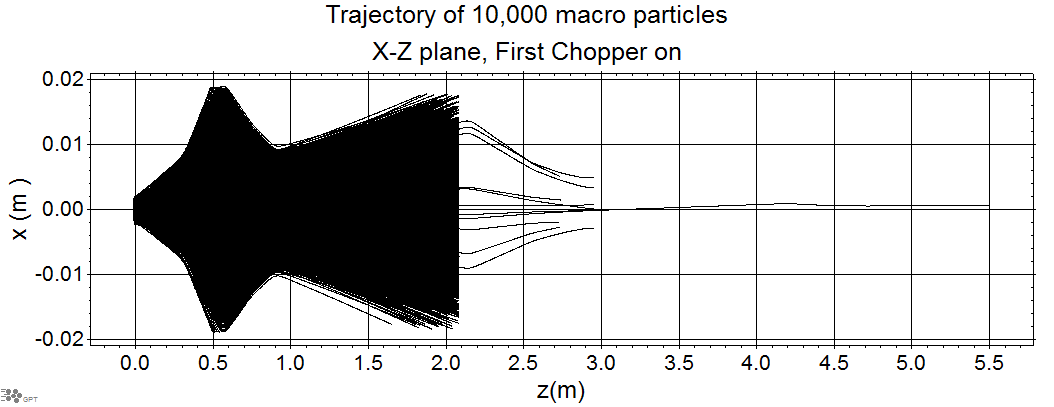 Trajectory of 10,000 macro particles
X-Z plane, First Chopper on
0.02
0.01
0.00
-0.01
-0.02
x (m )
0.0 0.5 1.0 1.5 2.0 2.5 3.0 3.5 4.0 4.5 5.0 5.5
z(m)
GPT